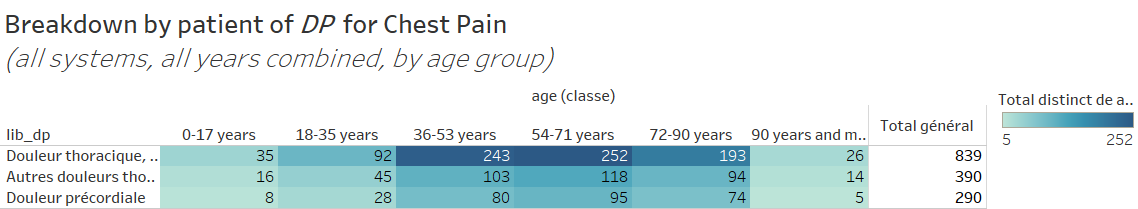 Breakdown by patient of DP for Chest Pain
(all systems, all years combined, by age group)
age (classe)
lib_dp 0-17 years 18-35 years 36-53 years 54-71 years 72-90 years 90 years and m.. Total général
Douleur thoracique, .. 35 92 243 252 193 26 839
Autres douleurs tho.. 16 45 103 118 94 14 390
Douleur précordiale 8 28 80 95 74 5 290
Total distinct de a..
5 252